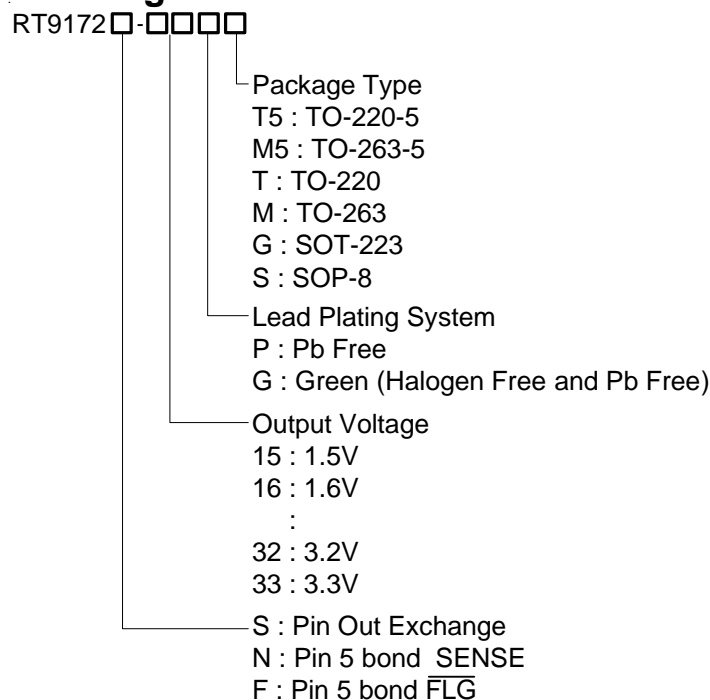 RT9172□-□□□□
Package Type
T5 : TO-220-5
M5 : TO-263-5
T : TO-220
M : TO-263
G : SOT-223
S : SOP-8
Lead Plating System
P : Pb Free
G : Green (Halogen Free and Pb Free)
Output Voltage
15 : 1.5V
16 : 1.6V
:
32 : 3.2V
33 : 3.3V
S : Pin Out Exchange
N : Pin 5 bond SENSE
F : Pin 5 bond F̅L̅G̅